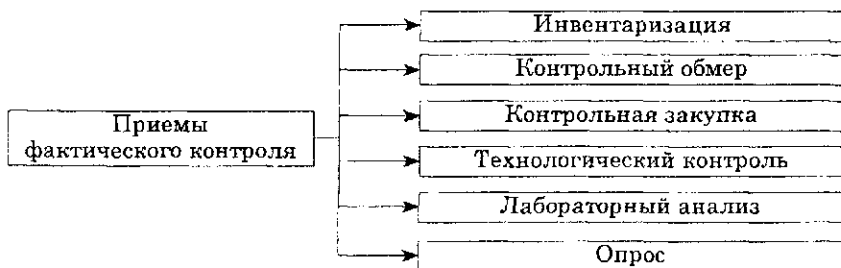 Инвентаризация
Контрольный обмер
Контрольная закупка
Приемы
фактического контроля
Технологический контроль
Лабораторный анализ
Опрос